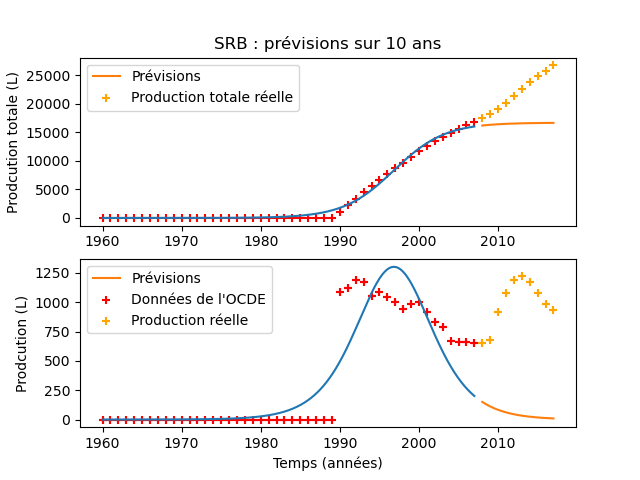 SRB : prévisions sur 10 ans
Prodcution totale (L)
25000
20000
15000
10000
5000
0
Prévisions
Production totale réelle
1960 1970 1980 1990 2000 2010
Prodcution (L)
1250
1000
750
500
250
0
Prévisions
Données de l'OCDE
Production réelle
1960 1970 1980 1990 2000 2010
Temps (années)